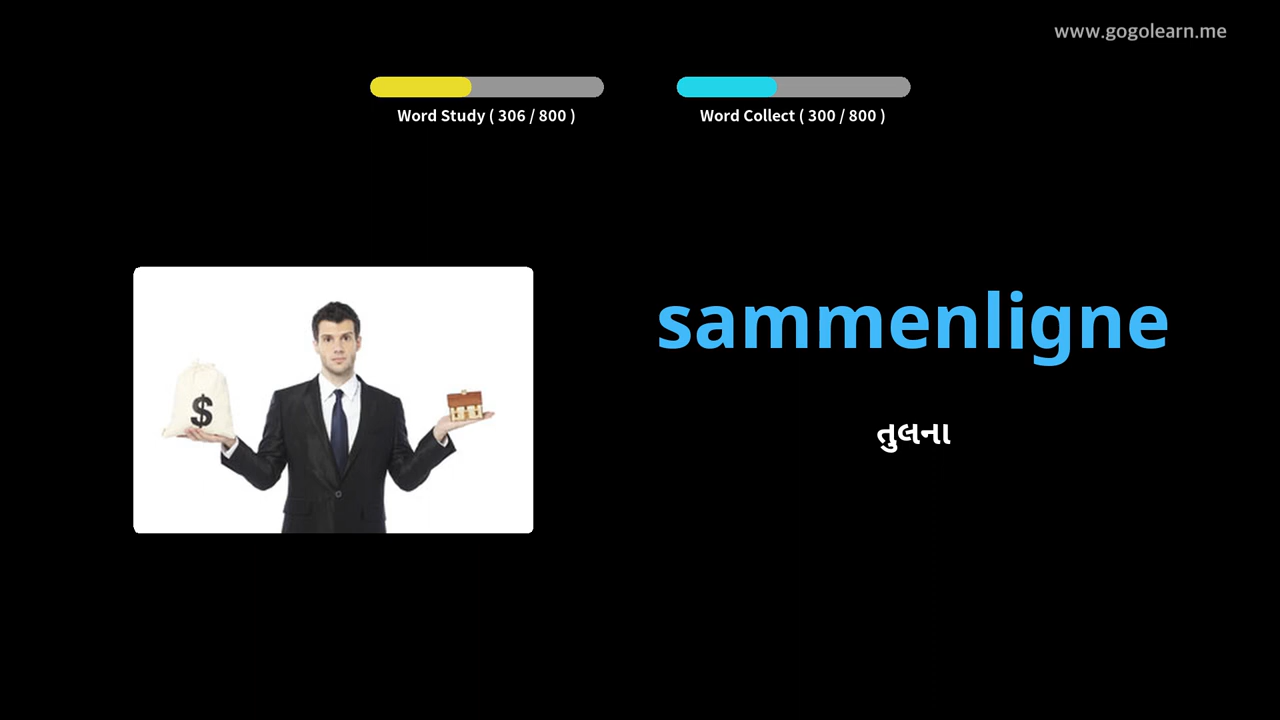 www.gogolearn.me
Word Study ( 306 / 800 )
Word Collect ( 300 / 800 )
sammenligne
$
તુલના